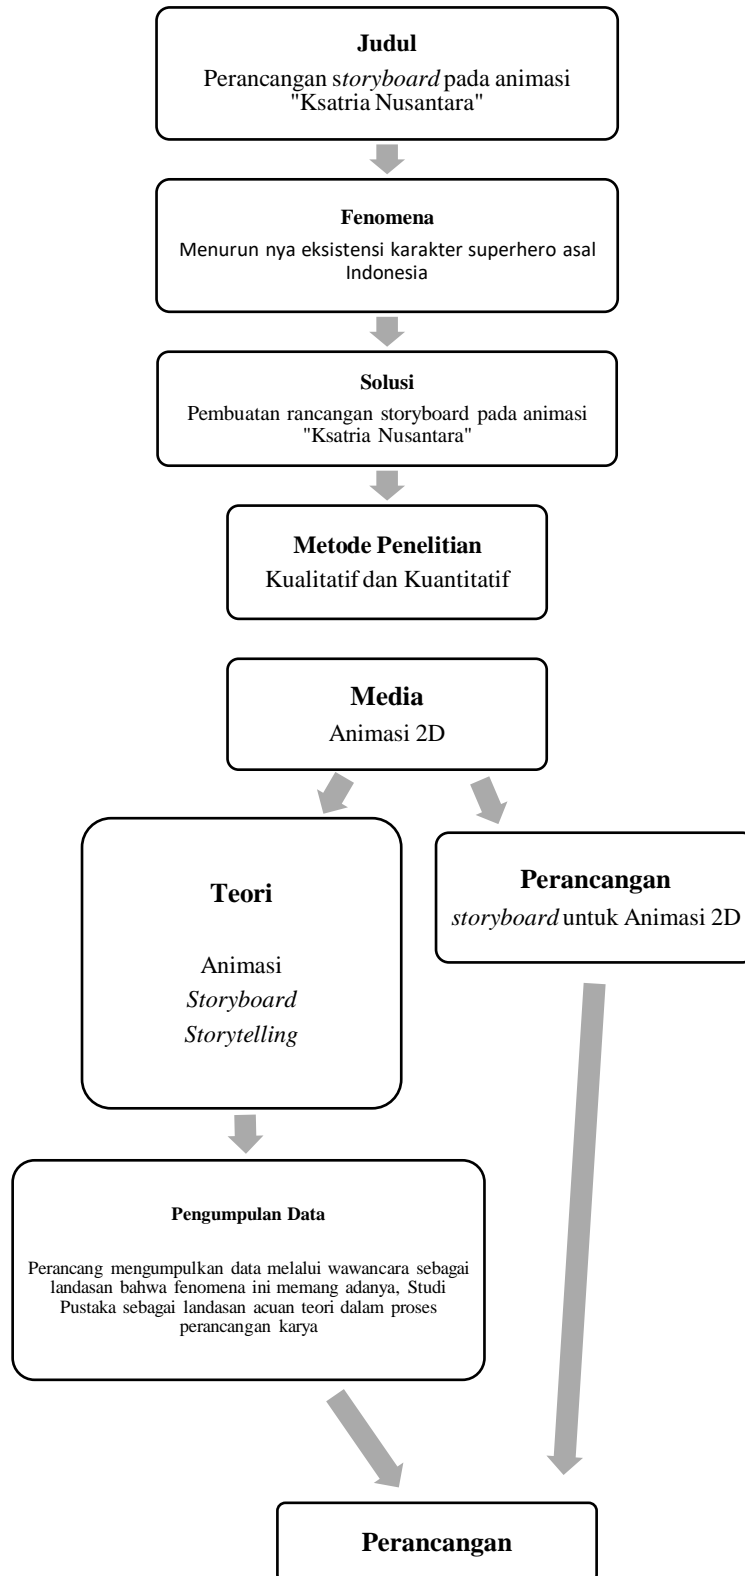 Judul
Perancangan storyboard pada animasi
"Ksatria Nusantara"
Fenomena
Menurun nya eksistensi karakter superhero asal
Indonesia
Solusi
Pembuatan rancangan storyboard pada animasi
"Ksatria Nusantara"
Metode Penelitian
Kualitatif dan Kuantitatif
Media
Animasi 2D
Teori
Animasi
Storyboard
Storytelling
Perancangan
storyboard untuk Animasi 2D
Pengumpulan Data
Perancang mengumpulkan data melalui wawancara sebagai
landasan bahwa fenomena ini memang adanya, Studi
Pustaka sebagai landasan acuan teori dalam proses
perancangan karya
Perancangan